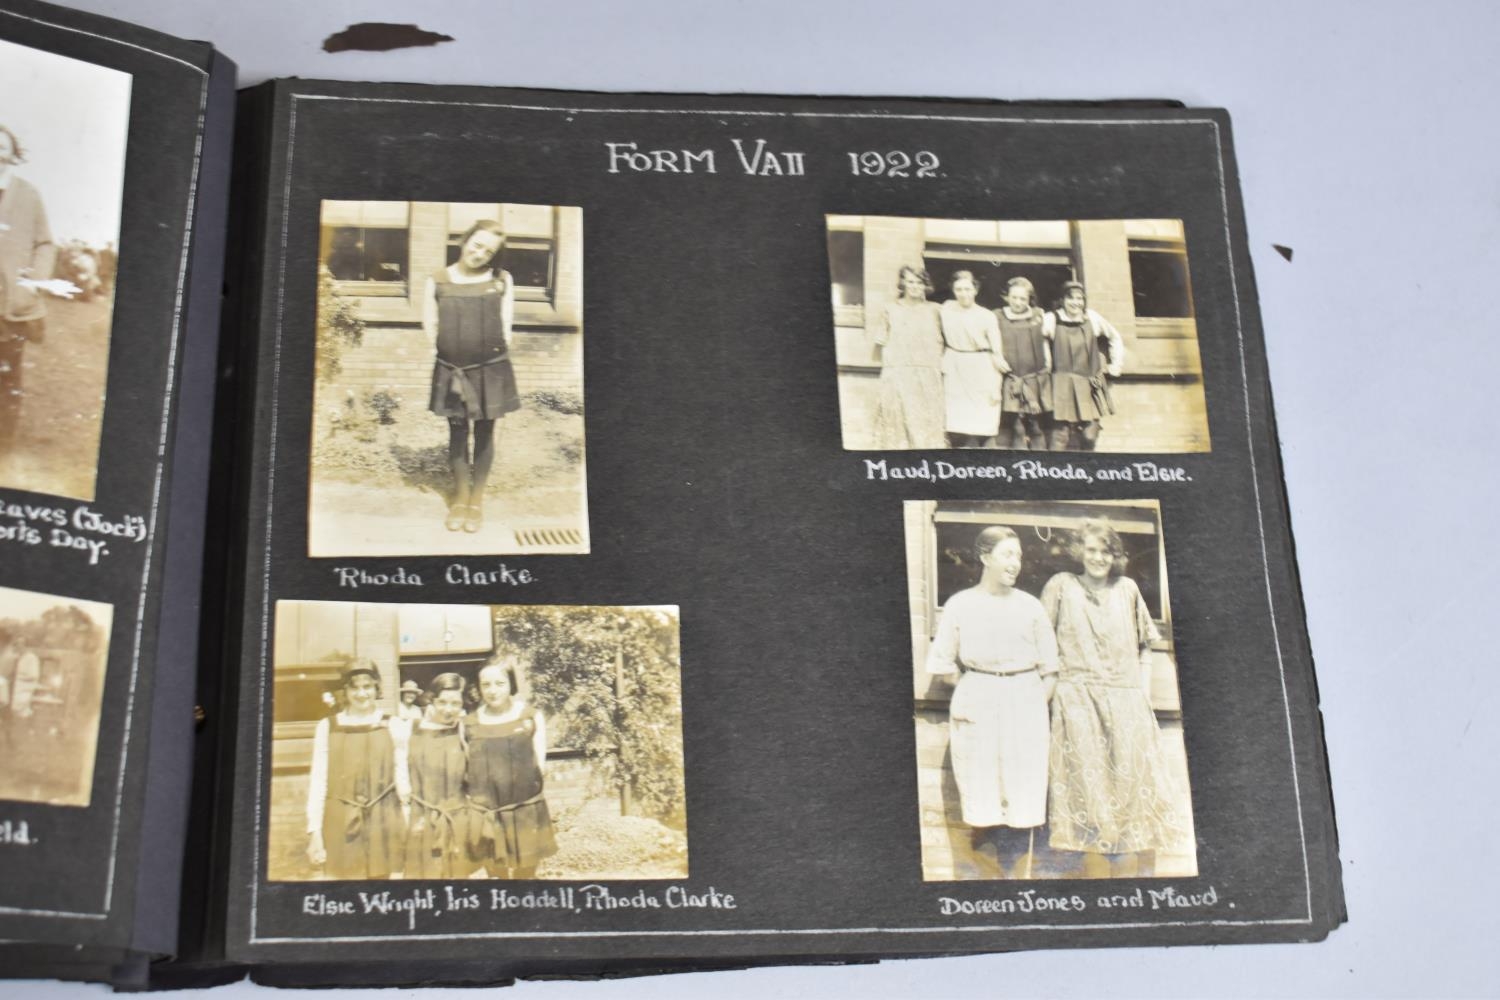 (Jock)
Day.
Form VaII 1922.
Rhoda Clarke.
Maud, Doreen, Rhoda, and Elsie.
Elsie Wright, Iris Hoddell, Rhoda Clarke
Doreen Jones and Maud.